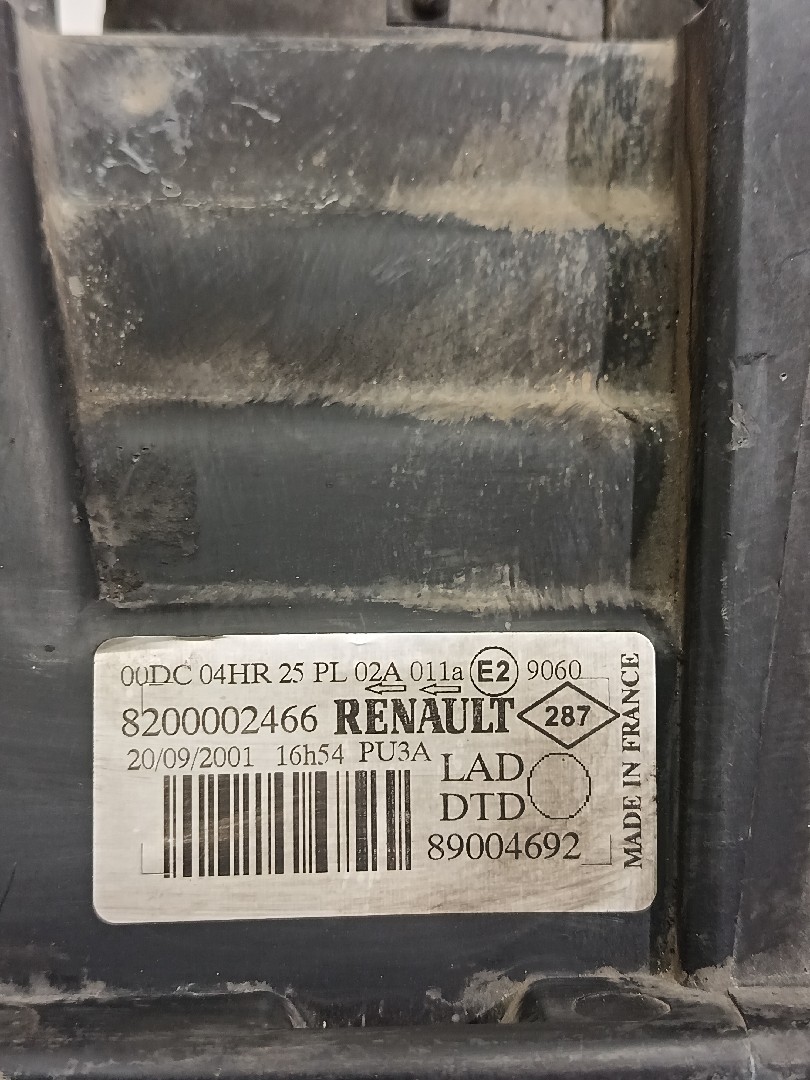 00DC 04HR 25 PL 02A 011a E2 9060
8200002466 RENAULT 287
20/09/2001 16h54 PU3A
LAD
DTD
89004692
MADE IN FRANCE